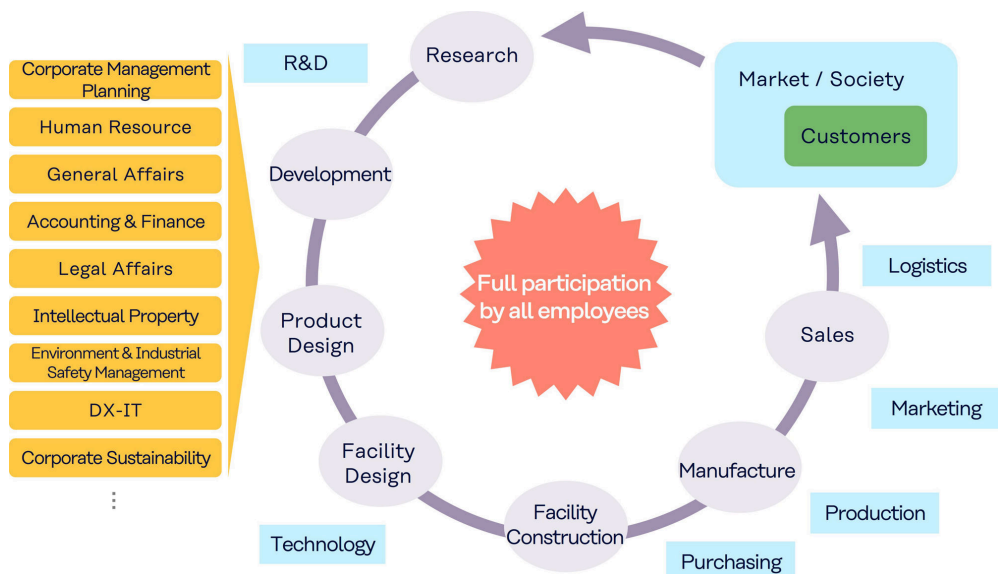 Corporate Management
Planning
Human Resource
General Affairs
Accounting & Finance
Legal Affairs
Intellectual Property
Environment & Industrial
Safety Management
DX-IT
Corporate Sustainability
⋮
R&D
Research
Development
Product
Design
Facility
Design
Technology
Facility
Construction
Purchasing
Manufacture
Production
Marketing
Sales
Logistics
Market / Society
Customers
Full participation
by all employees